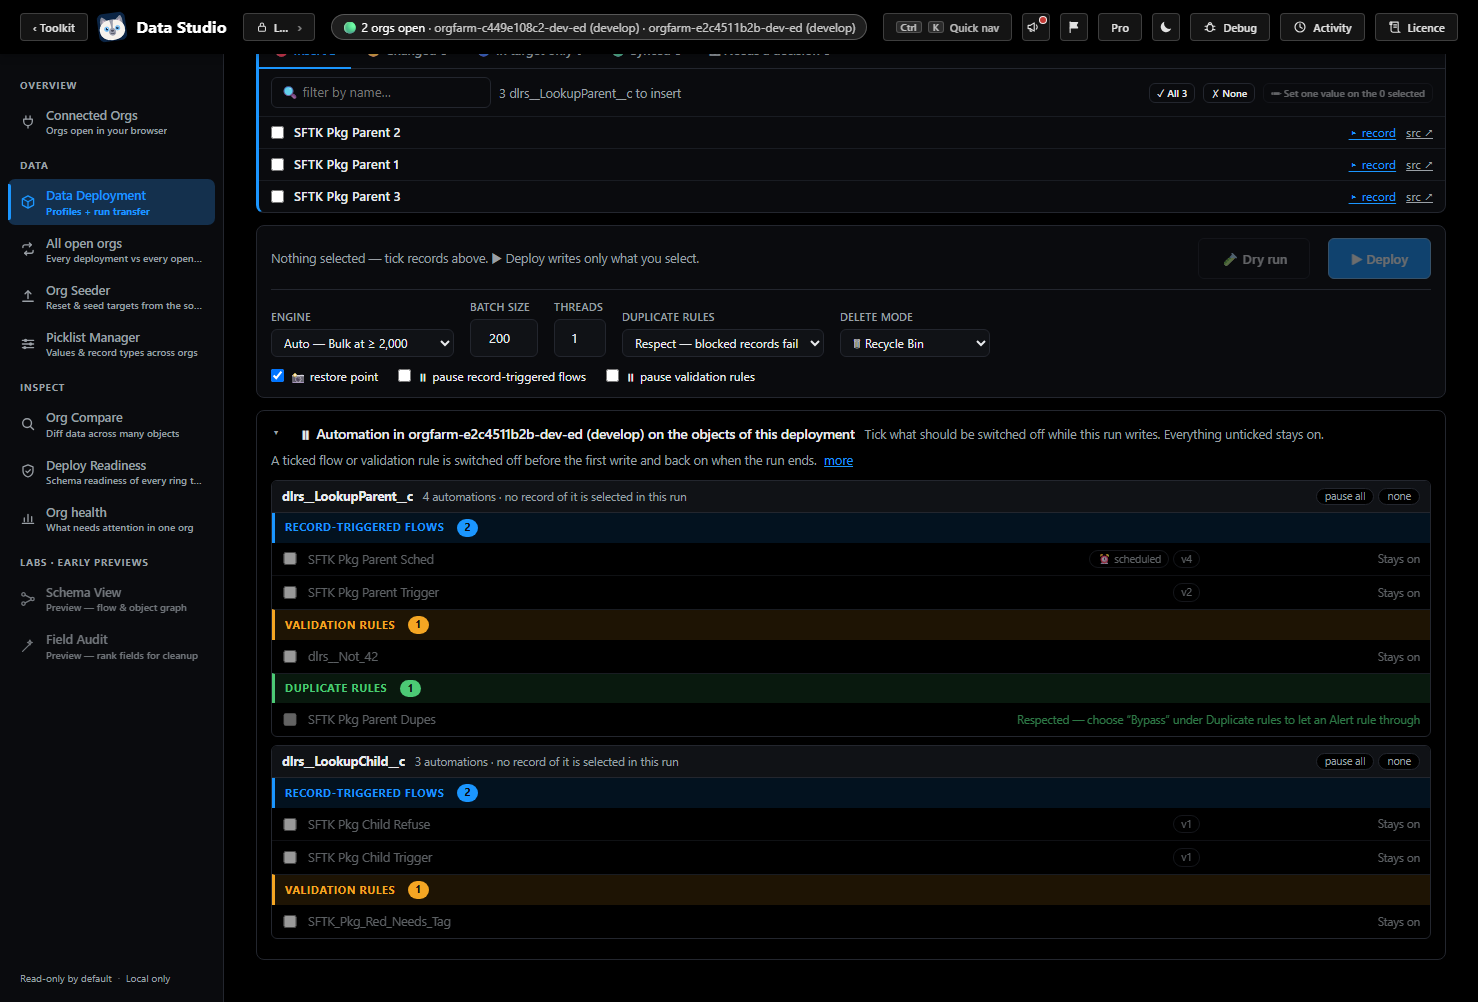 ‹ Toolkit
Data Studio
L... ›
2 orgs open · orgfarm-c449e108c2-dev-ed (develop) · orgfarm-e2c4511b2b-dev-ed (develop)
Ctrl K Quick nav
Pro
Debug
Activity
Licence
OVERVIEW
Connected Orgs
Orgs open in your browser
DATA
Data Deployment
Profiles + run transfer
All open orgs
Every deployment vs every open...
Org Seeder
Reset & seed targets from the so...
Picklist Manager
Values & record types across orgs
INSPECT
Org Compare
Diff data across many objects
Deploy Readiness
Schema readiness of every ring t...
Org health
What needs attention in one org
LABS · EARLY PREVIEWS
Schema View
Preview — flow & object graph
Field Audit
Preview — rank fields for cleanup
Read-only by default · Local only
filter by name...
3 dlrs__LookupParent__c to insert
✓ All 3
✗ None
✏ Set one value on the 0 selected
SFTK Pkg Parent 2
▸ record src ↗
SFTK Pkg Parent 1
▸ record src ↗
SFTK Pkg Parent 3
▸ record src ↗
Nothing selected — tick records above. ▶ Deploy writes only what you select.
Dry run
▶ Deploy
ENGINE
Auto — Bulk at ≥ 2,000
BATCH SIZE
200
THREADS
1
DUPLICATE RULES
Respect — blocked records fail
DELETE MODE
Recycle Bin
restore point
⏸ pause record-triggered flows
⏸ pause validation rules
▾ ⏸ Automation in orgfarm-e2c4511b2b-dev-ed (develop) on the objects of this deployment Tick what should be switched off while this run writes. Everything unticked stays on.
A ticked flow or validation rule is switched off before the first write and back on when the run ends. more
dlrs__LookupParent__c 4 automations · no record of it is selected in this run
pause all
none
RECORD-TRIGGERED FLOWS 2
SFTK Pkg Parent Sched
scheduled v4 Stays on
SFTK Pkg Parent Trigger
v2 Stays on
VALIDATION RULES 1
dlrs__Not_42
Stays on
DUPLICATE RULES 1
SFTK Pkg Parent Dupes
Respected — choose "Bypass" under Duplicate rules to let an Alert rule through
dlrs__LookupChild__c 3 automations · no record of it is selected in this run
pause all
none
RECORD-TRIGGERED FLOWS 2
SFTK Pkg Child Refuse
v1 Stays on
SFTK Pkg Child Trigger
v1 Stays on
VALIDATION RULES 1
SFTK_Pkg_Red_Needs_Tag
Stays on